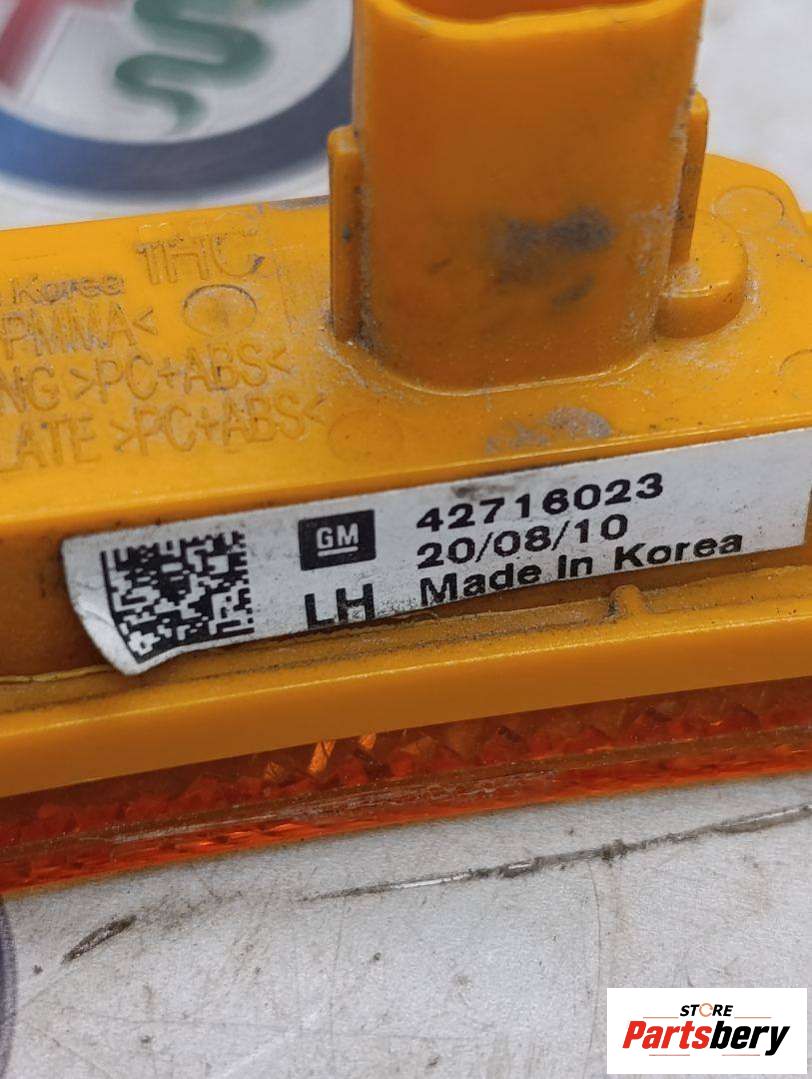 11HC
Korea
PMMA<
NG >PC+ABS<
LATE >PC+ABS<
GM
42716023
20/08/10
LH
Made In Korea
STORE
Partsbery